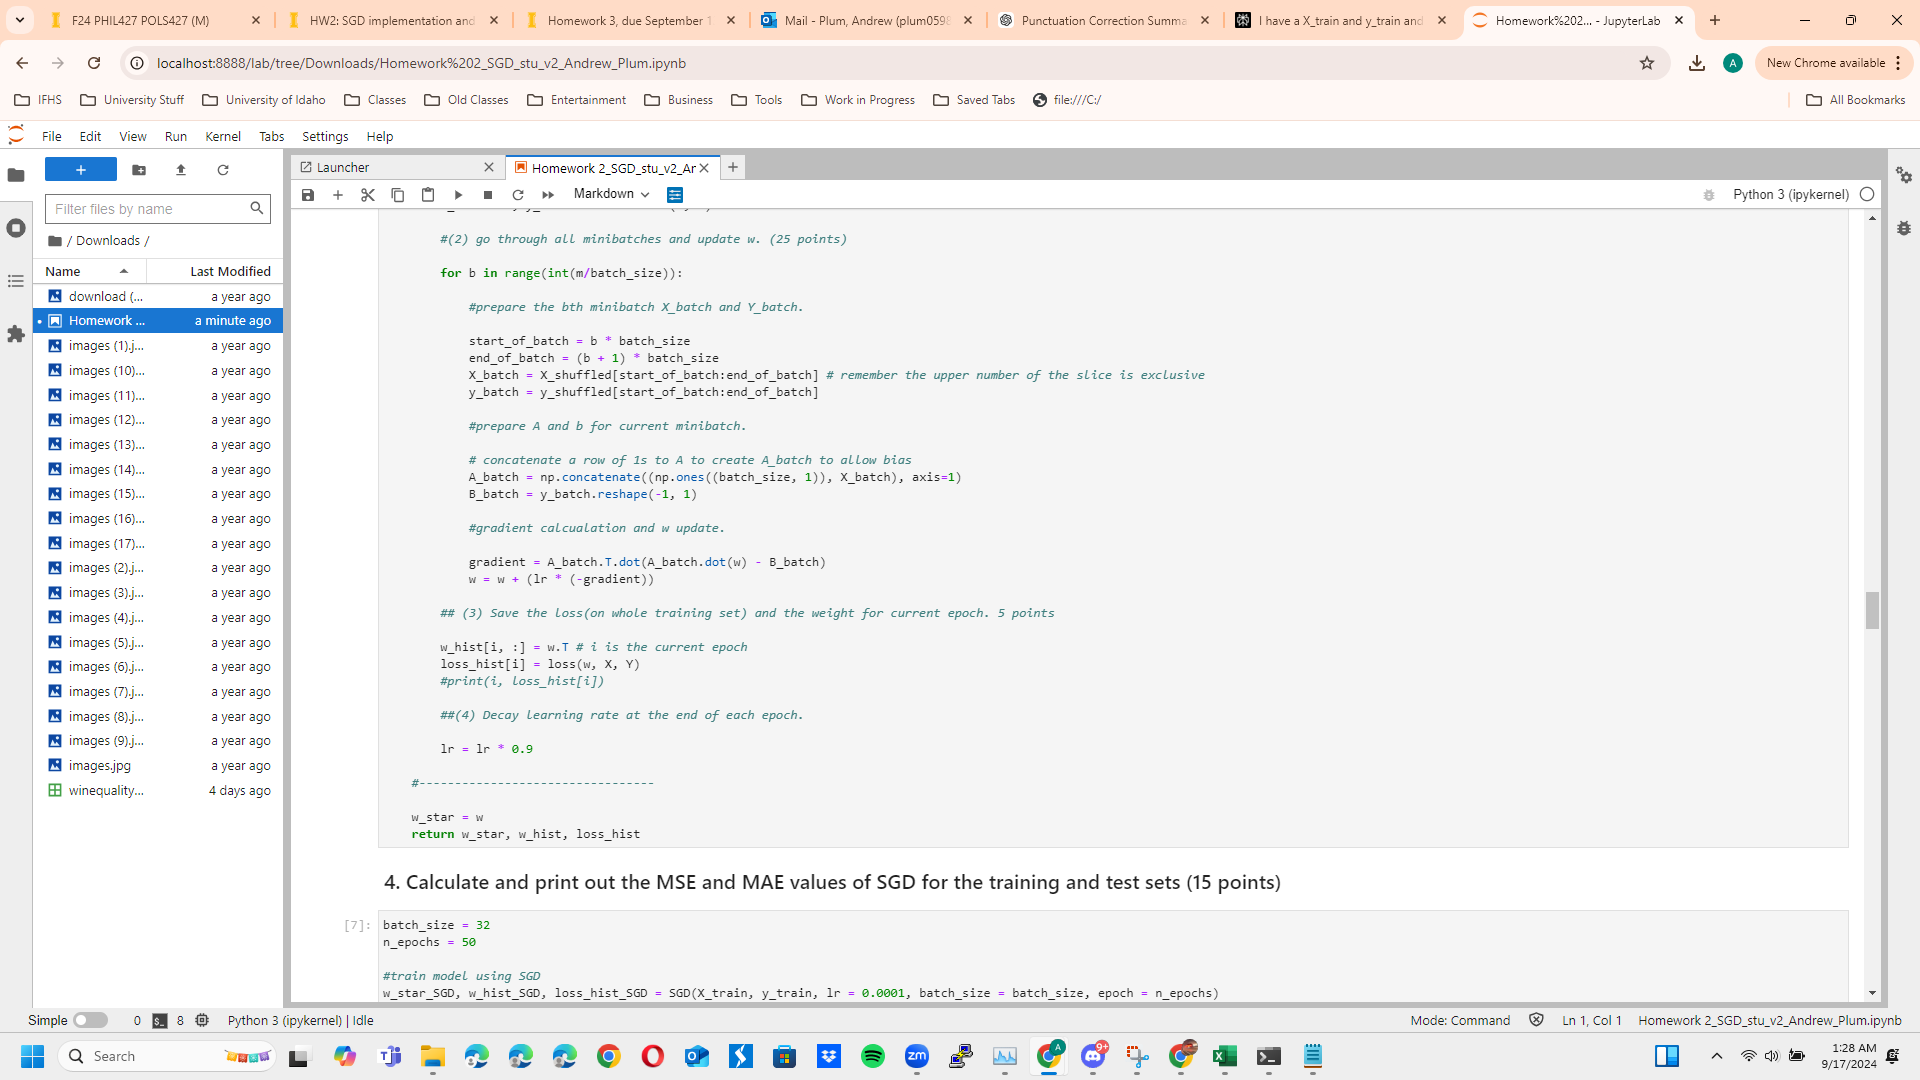 F24 PHIL427 POLS427 (M)
HW2: SGD implementation and
Homework 3, due September 1
Mail - Plum, Andrew (plum0598
Punctuation Correction Summa
I have a X_train and y_train and
Homework%202... - JupyterLab
localhost:8888/lab/tree/Downloads/Homework%202_SGD_stu_v2_Andrew_Plum.ipynb
A
New Chrome available
IFHS
University Stuff
University of Idaho
Classes
Old Classes
Entertainment
Business
Tools
Work in Progress
Saved Tabs
file:///C:/
All Bookmarks
File Edit View Run Kernel Tabs Settings Help
Launcher
Homework 2_SGD_stu_v2_Ar
Filter files by name
Markdown
Python 3 (ipykernel)
/ Downloads /
Name Last Modified
download (... a year ago
Homework ... a minute ago
images (1).j... a year ago
images (10)... a year ago
images (11)... a year ago
images (12)... a year ago
images (13)... a year ago
images (14)... a year ago
images (15)... a year ago
images (16)... a year ago
images (17)... a year ago
images (2).j... a year ago
images (3).j... a year ago
images (4).j... a year ago
images (5).j... a year ago
images (6).j... a year ago
images (7).j... a year ago
images (8).j... a year ago
images (9).j... a year ago
images.jpg a year ago
winequality... 4 days ago
#(2) go through all minibatches and update w. (25 points)
for b in range(int(m/batch_size)):
#prepare the bth minibatch X_batch and Y_batch.
start_of_batch = b * batch_size
end_of_batch = (b + 1) * batch_size
X_batch = X_shuffled[start_of_batch:end_of_batch] # remember the upper number of the slice is exclusive
y_batch = y_shuffled[start_of_batch:end_of_batch]
#prepare A and b for current minibatch.
# concatenate a row of 1s to A to create A_batch to allow bias
A_batch = np.concatenate((np.ones((batch_size, 1)), X_batch), axis=1)
B_batch = y_batch.reshape(-1, 1)
#gradient calcualation and w update.
gradient = A_batch.T.dot(A_batch.dot(w) - B_batch)
w = w + (lr * (-gradient))
## (3) Save the loss(on whole training set) and the weight for current epoch. 5 points
w_hist[i, :] = w.T # i is the current epoch
loss_hist[i] = loss(w, X, Y)
#print(i, loss_hist[i])
##(4) Decay learning rate at the end of each epoch.
lr = lr * 0.9
#---------------------------------
w_star = w
return w_star, w_hist, loss_hist
4. Calculate and print out the MSE and MAE values of SGD for the training and test sets (15 points)
[7]:
batch_size = 32
n_epochs = 50
#train model using SGD
w_star_SGD, w_hist_SGD, loss_hist_SGD = SGD(X_train, y_train, lr = 0.0001, batch_size = batch_size, epoch = n_epochs)
Simple 0 8 Python 3 (ipykernel) | Idle
Mode: Command Ln 1, Col 1 Homework 2_SGD_stu_v2_Andrew_Plum.ipynb
Search
zm
A
9+
1:28 AM
9/17/2024